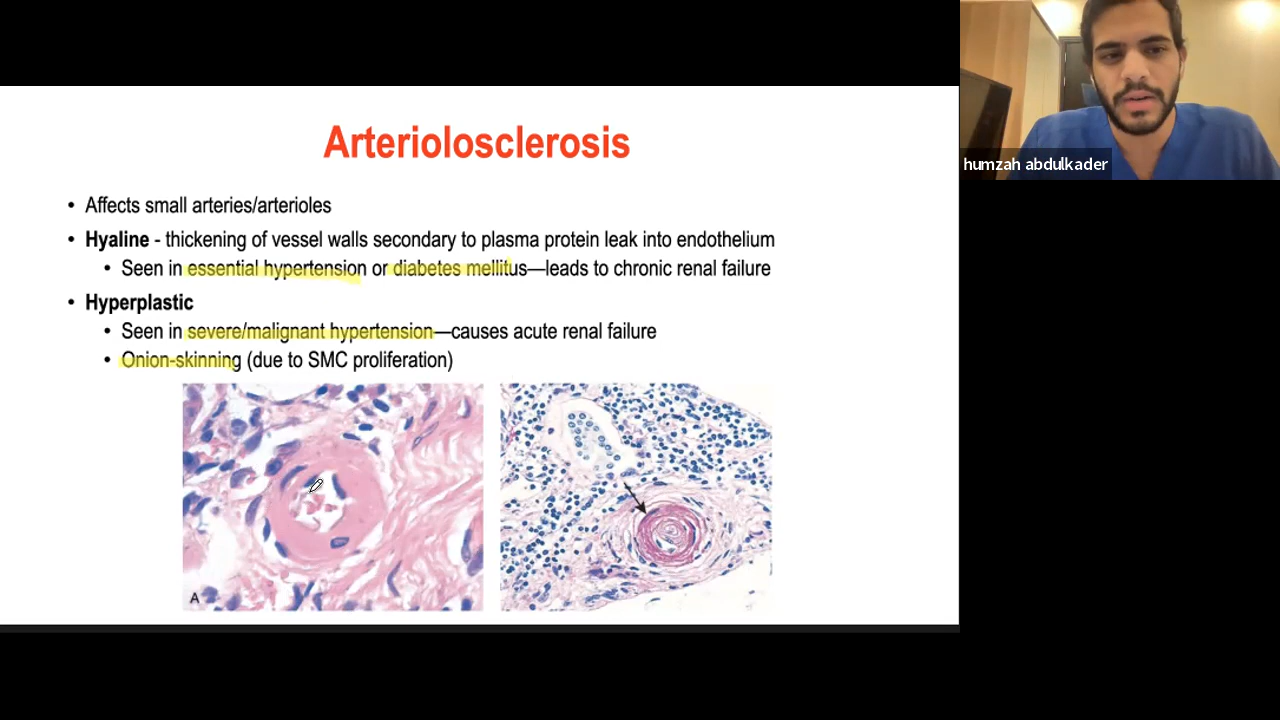 Arteriolosclerosis
• Affects small arteries/arterioles
• Hyaline - thickening of vessel walls secondary to plasma protein leak into endothelium
• Seen in essential hypertension or diabetes mellitus—leads to chronic renal failure
• Hyperplastic
• Seen in severe/malignant hypertension—causes acute renal failure
• Onion-skinning (due to SMC proliferation)
A
humzah abdulkader